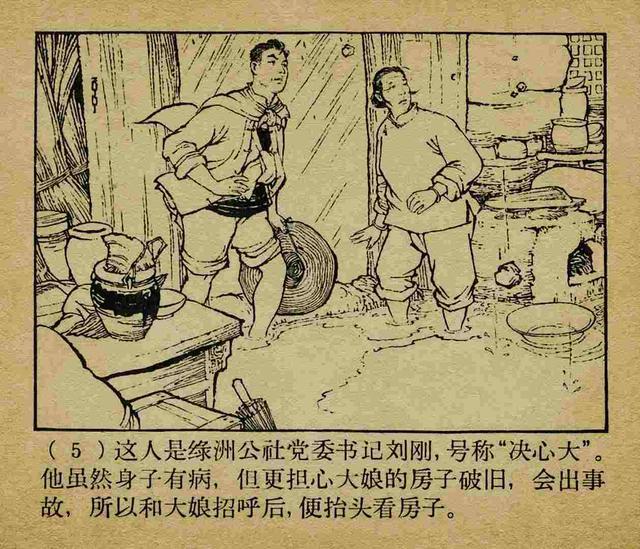 （5）这人是绿洲公社党委书记刘刚，号称“决心大”。
他虽然身子有病，但更担心大娘的房子破旧，会出事
故，所以和大娘招呼后，便抬头看房子。